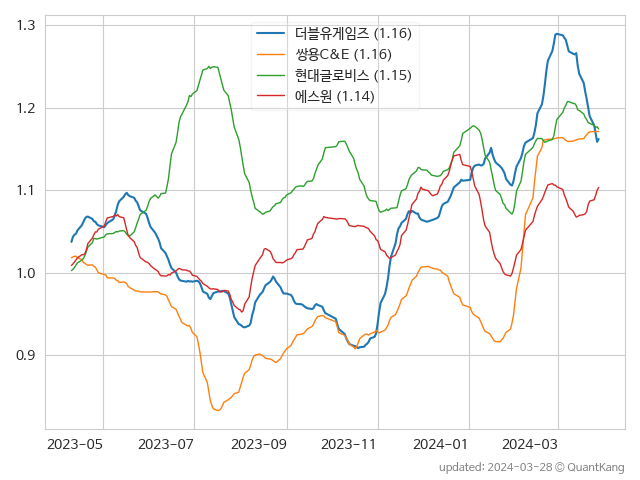 더블유게임즈 (1.16)
쌍용C&E (1.16)
현대글로비스 (1.15)
에스원 (1.14)
1.3
1.2
1.1
1.0
0.9
2023-05 2023-07 2023-09 2023-11 2024-01 2024-03
updated: 2024-03-28 © QuantKang